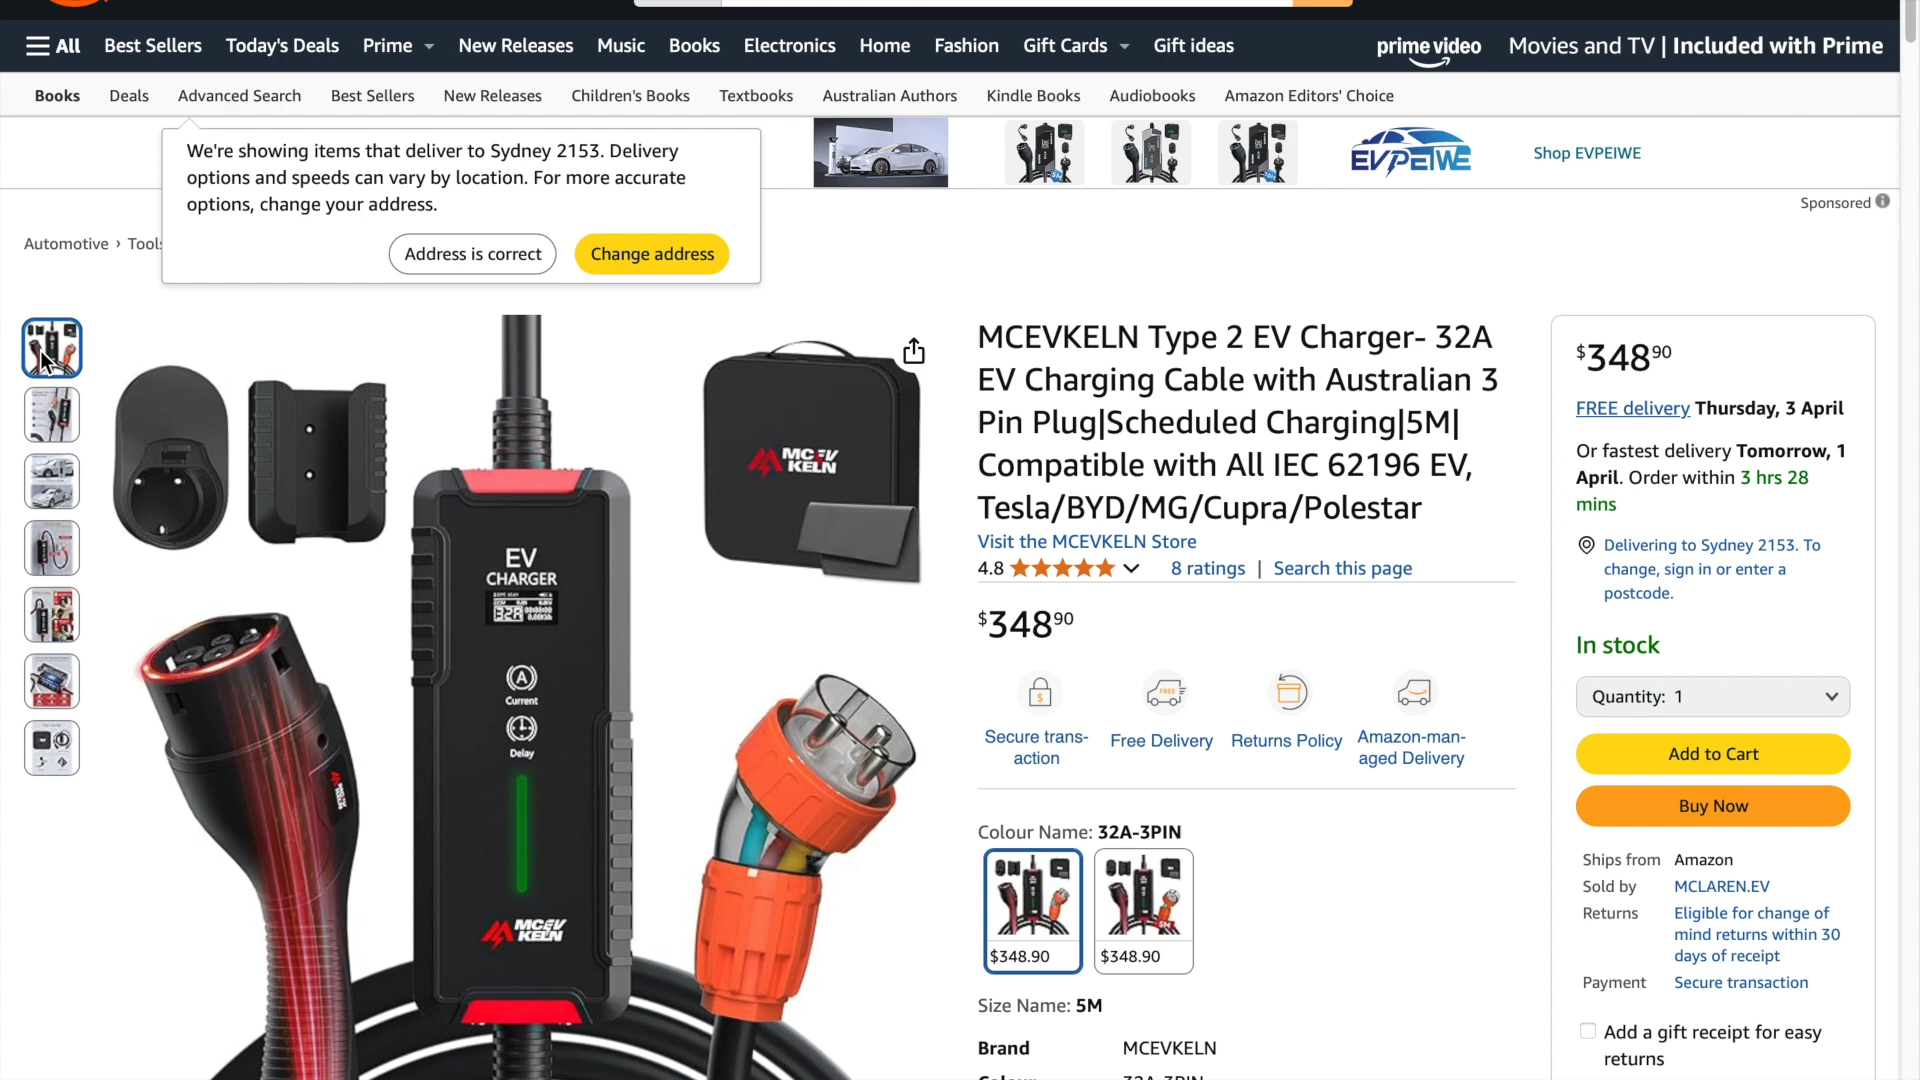 All
Best Sellers
Today's Deals
Prime
New Releases
Music
Books
Electronics
Home
Fashion
Gift Cards
Gift ideas
prime video
Movies and TV | Included with Prime
Books
Deals
Advanced Search
Best Sellers
New Releases
Children's Books
Textbooks
Australian Authors
Kindle Books
Audiobooks
Amazon Editors' Choice
We're showing items that deliver to Sydney 2153. Delivery
options and speeds can vary by location. For more accurate
options, change your address.
Address is correct
Change address
EVPEIWE
Shop EVPEIWE
Sponsored
Automotive › Tools
MCEV
KELN
EV
CHARGER
32A
Current
Delay
MCEV
KELN
MCEVKELN Type 2 EV Charger- 32A
EV Charging Cable with Australian 3
Pin Plug|Scheduled Charging|5M|
Compatible with All IEC 62196 EV,
Tesla/BYD/MG/Cupra/Polestar
Visit the MCEVKELN Store
4.8
8 ratings | Search this page
$348 90
Secure trans-
action
Free Delivery
Returns Policy
Amazon-man-
aged Delivery
Colour Name: 32A-3PIN
$348.90
$348.90
Size Name: 5M
Brand MCEVKELN
$348 90
FREE delivery Thursday, 3 April
Or fastest delivery Tomorrow, 1
April. Order within 3 hrs 28
mins
Delivering to Sydney 2153. To
change, sign in or enter a
postcode.
In stock
Quantity: 1
Add to Cart
Buy Now
Ships from Amazon
Sold by MCLAREN.EV
Returns Eligible for change of
mind returns within 30
days of receipt
Payment Secure transaction
Add a gift receipt for easy
returns